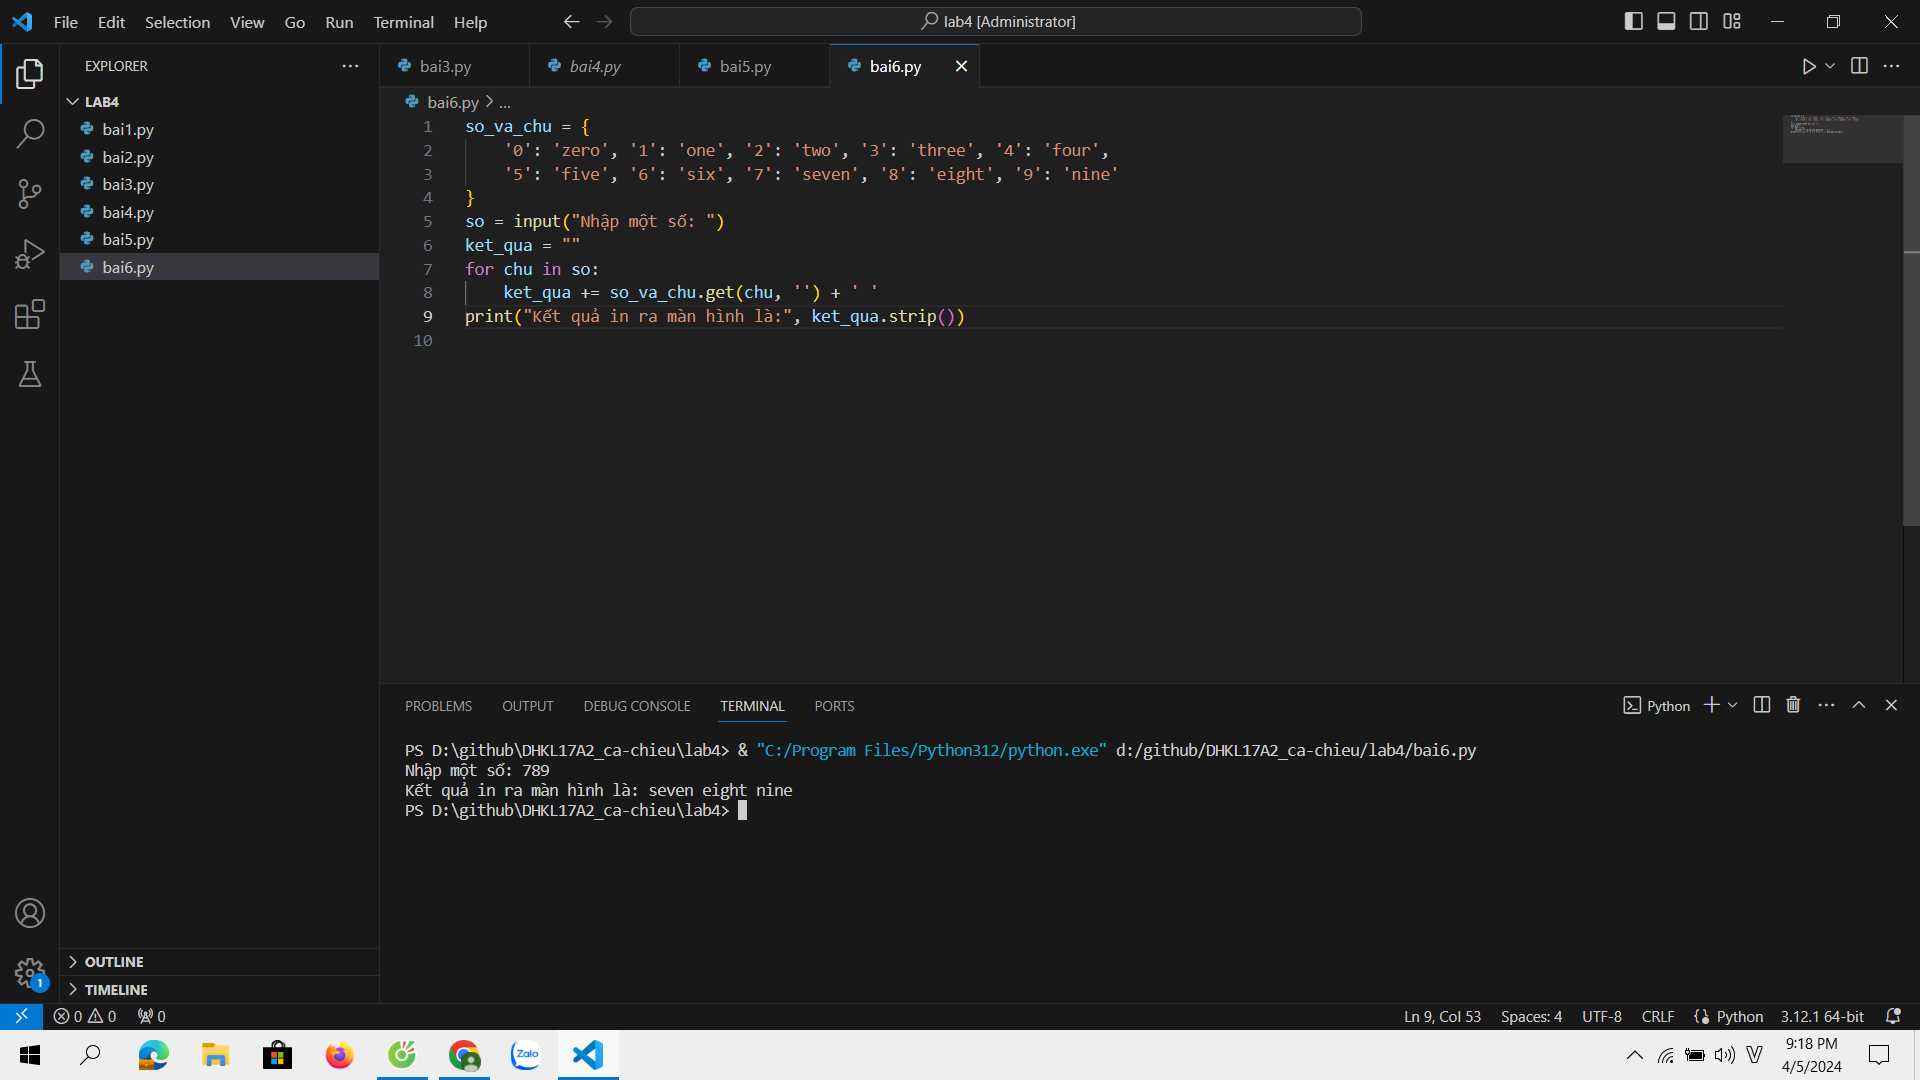 File Edit Selection View Go Run Terminal Help
lab4 [Administrator]
EXPLORER
LAB4
bai1.py
bai2.py
bai3.py
bai4.py
bai5.py
bai6.py
OUTLINE
TIMELINE
bai3.py bai4.py bai5.py bai6.py
bai6.py > ...
1 so_va_chu = {
2 '0': 'zero', '1': 'one', '2': 'two', '3': 'three', '4': 'four',
3 '5': 'five', '6': 'six', '7': 'seven', '8': 'eight', '9': 'nine'
4 }
5 so = input("Nhập một số: ")
6 ket_qua = ""
7 for chu in so:
8 ket_qua += so_va_chu.get(chu, '') + ' '
9 print("Kết quả in ra màn hình là:", ket_qua.strip())
10
PROBLEMS OUTPUT DEBUG CONSOLE TERMINAL PORTS
Python
PS D:\github\DHKL17A2_ca-chieu\lab4> & "C:/Program Files/Python312/python.exe" d:/github/DHKL17A2_ca-chieu/lab4/bai6.py
Nhập một số: 789
Kết quả in ra màn hình là: seven eight nine
PS D:\github\DHKL17A2_ca-chieu\lab4>
1
0 0 0
Ln 9, Col 53 Spaces: 4 UTF-8 CRLF Python 3.12.1 64-bit
Zalo
V
9:18 PM
4/5/2024